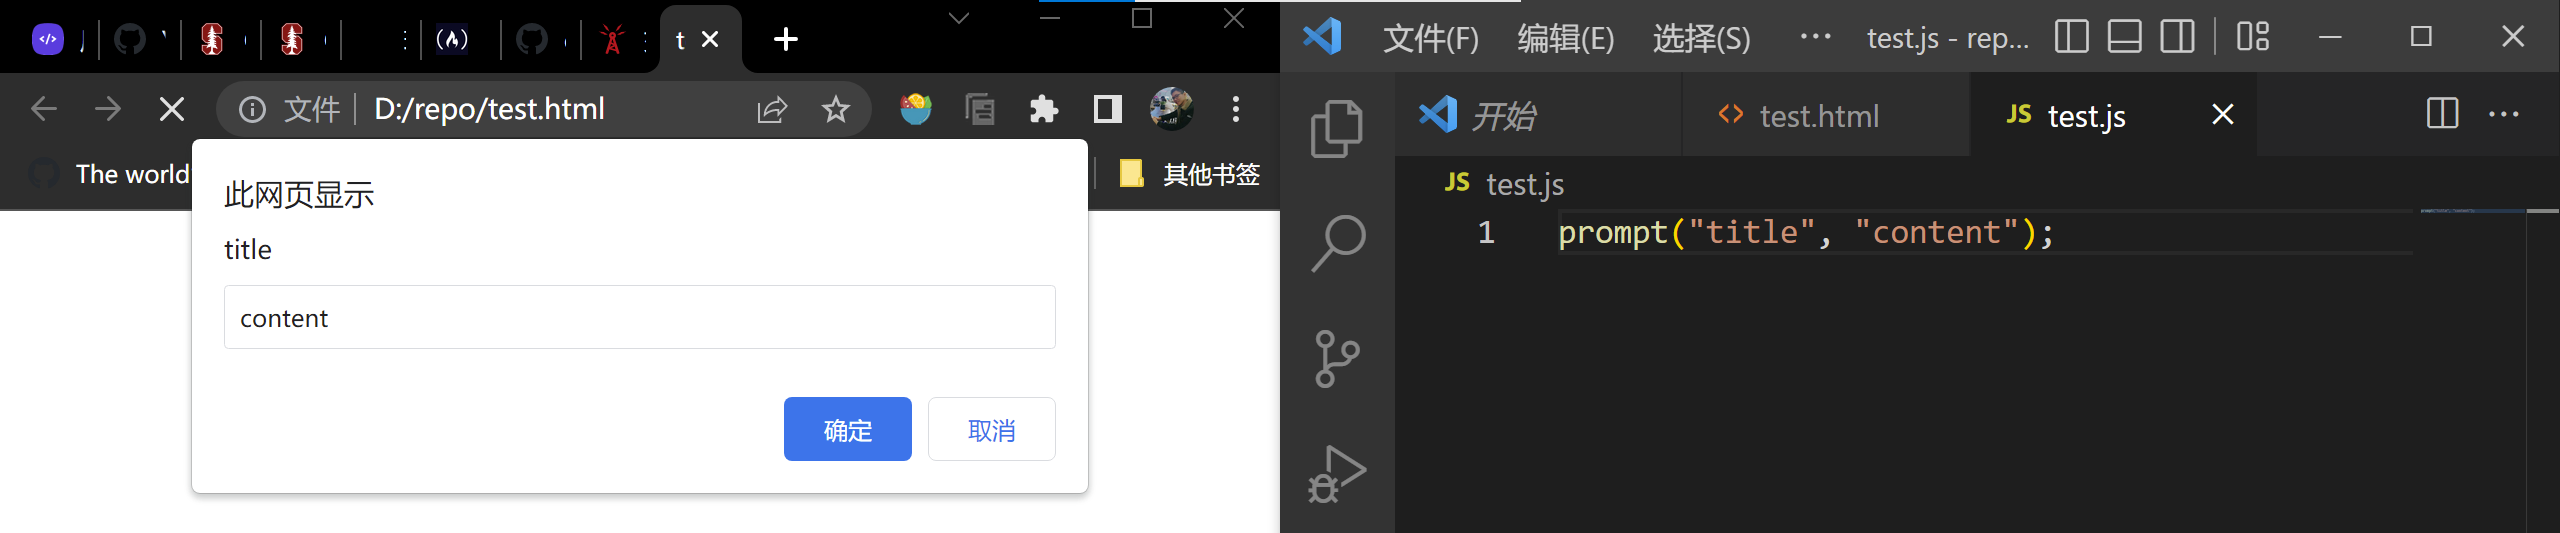 t
文件 D:/repo/test.html
The world
其他书签
此网页显示
title
content
确定 取消
文件(F) 编辑(E) 选择(S) ··· test.js - rep...
开始 test.html JS test.js
JS test.js
1 prompt("title", "content");